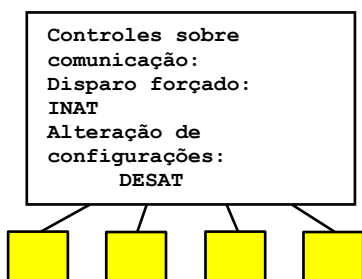 Controles sobre
comunicação:
Disparo forçado:
INAT
Alteração de
configurações:
DESAT